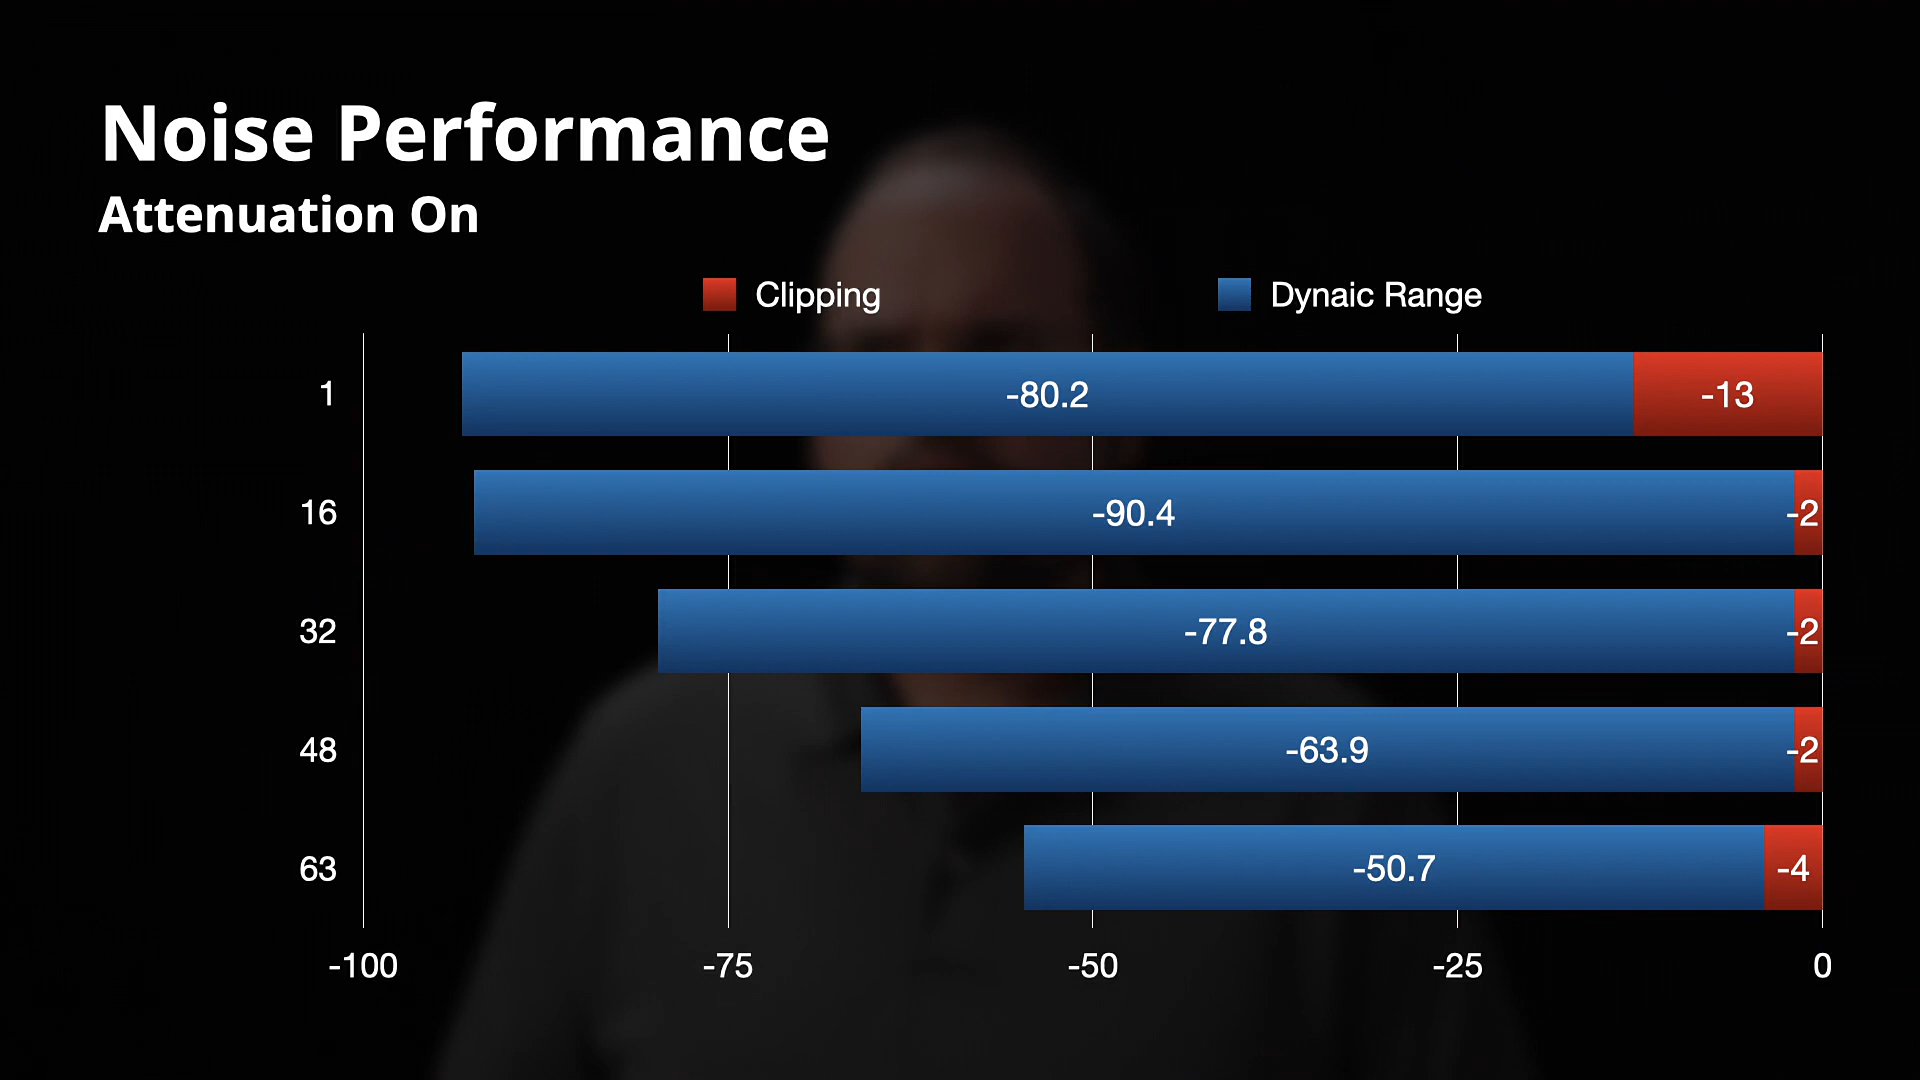 Noise Performance
Attenuation On
Clipping Dynaic Range
1 -80.2 -13
16 -90.4 -2
32 -77.8 -2
48 -63.9 -2
63 -50.7 -4
-100 -75 -50 -25 0